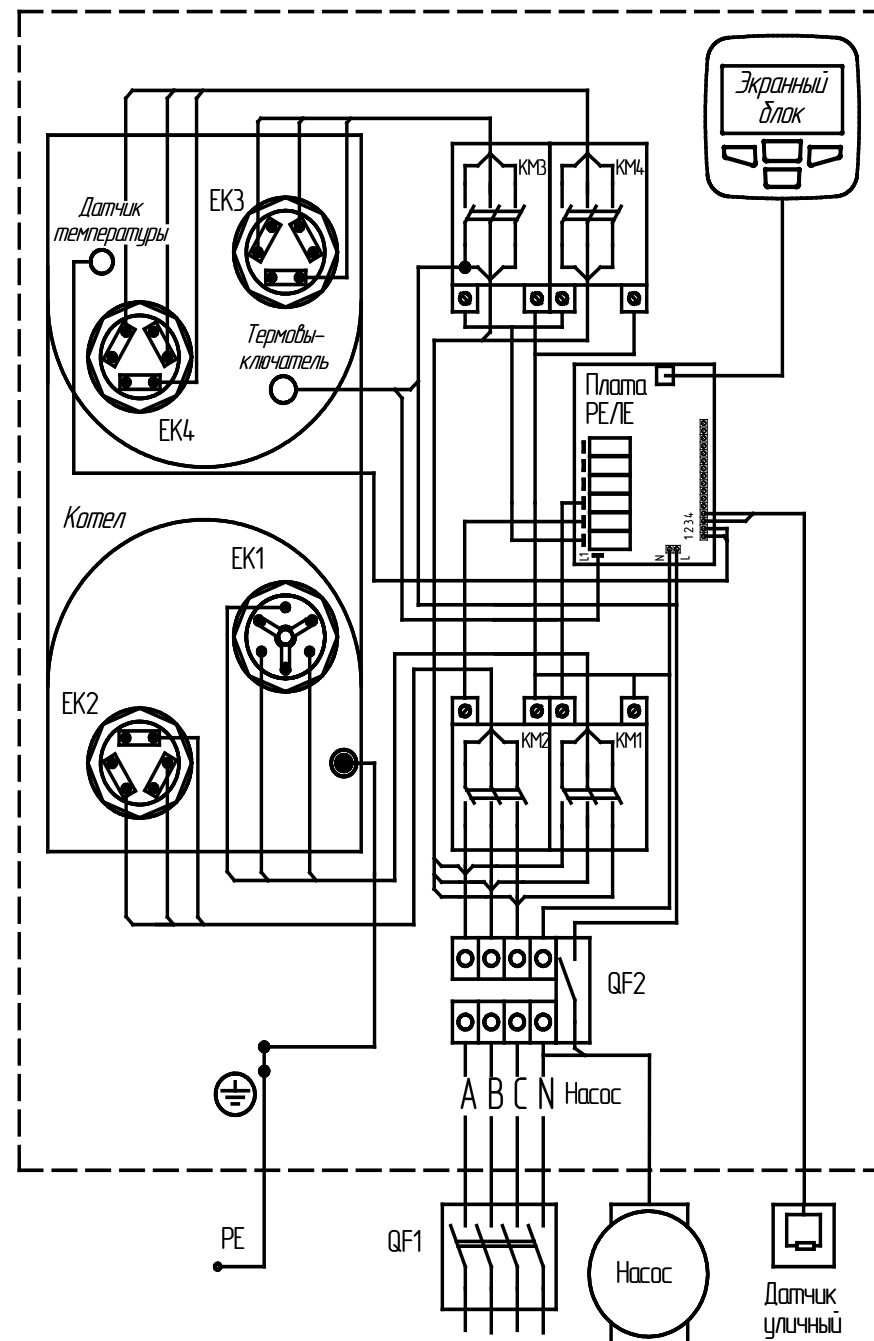 Экранный
блок
КМ3
КМ4
ЕК3
Датчик
температуры
Термовы-
ключатель
ЕК4
Плата
РЕЛЕ
1234
L1
N
L
Котел
ЕК1
ЕК2
КМ2
КМ1
QF2
A B C N Насос
PE
QF1
Насос
Датчик
уличный